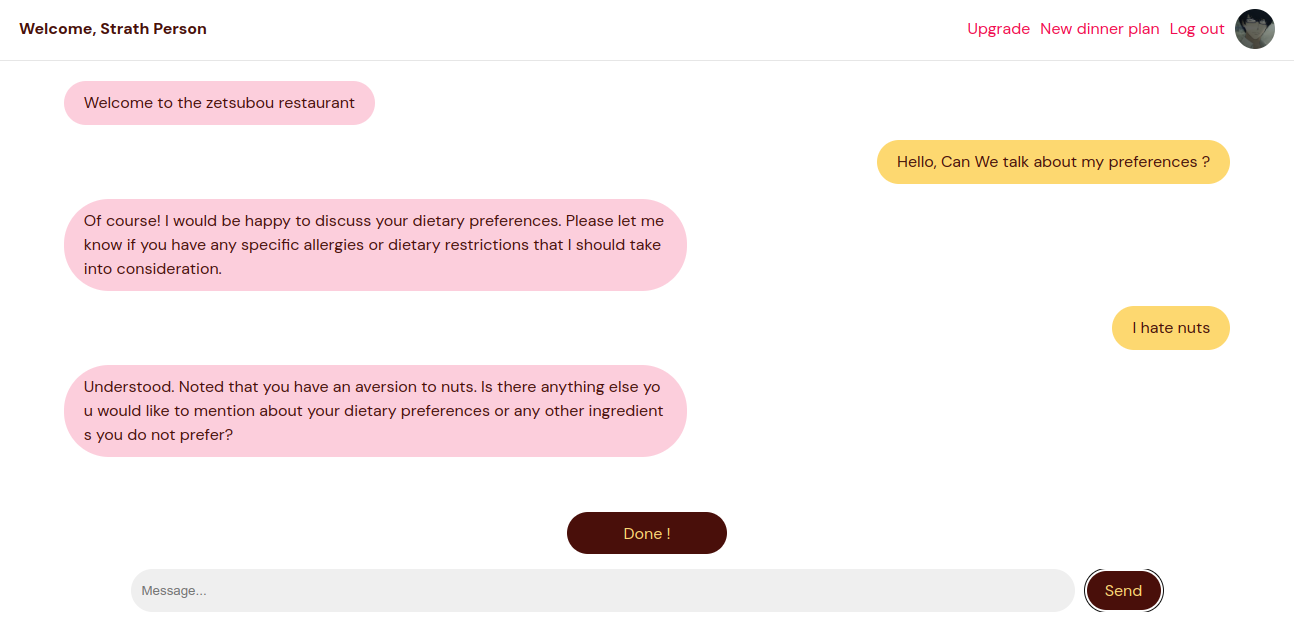 Welcome, Strath Person
Upgrade New dinner plan Log out
Welcome to the zetsubou restaurant
Hello, Can We talk about my preferences ?
Of course! I would be happy to discuss your dietary preferences. Please let me
know if you have any specific allergies or dietary restrictions that I should take
into consideration.
I hate nuts
Understood. Noted that you have an aversion to nuts. Is there anything else yo
u would like to mention about your dietary preferences or any other ingredient
s you do not prefer?
Done !
Message...
Send